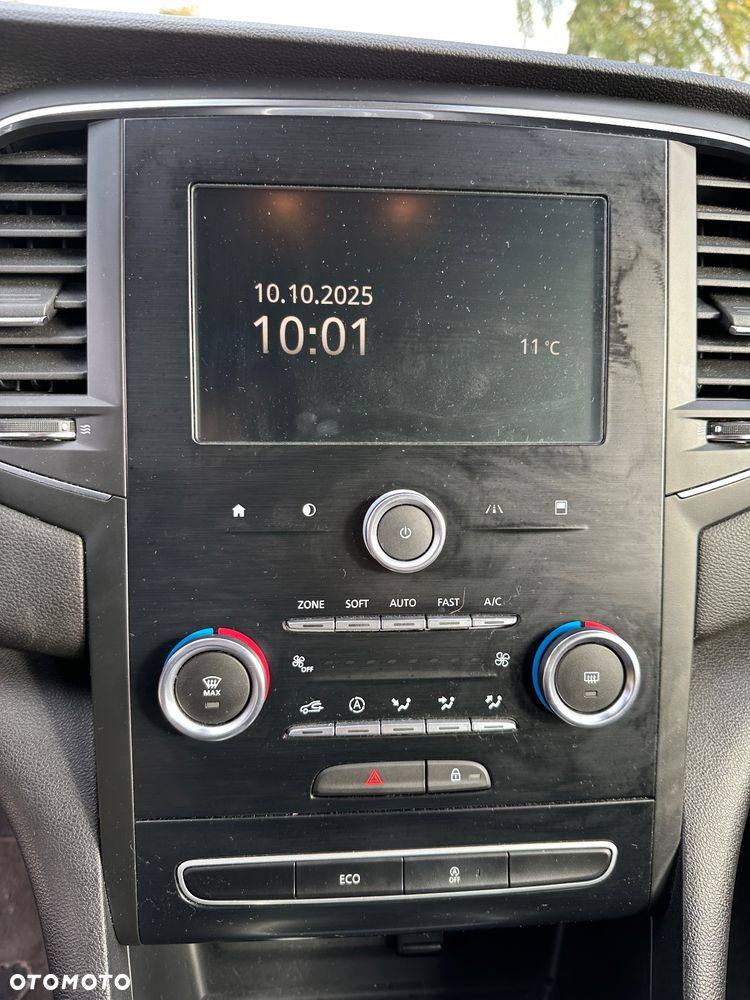 10.10.2025
10:01
11 °C
ZONE SOFT AUTO FAST A/C
OFF
MAX
A
ECO
A
OFF
OTOMOTO